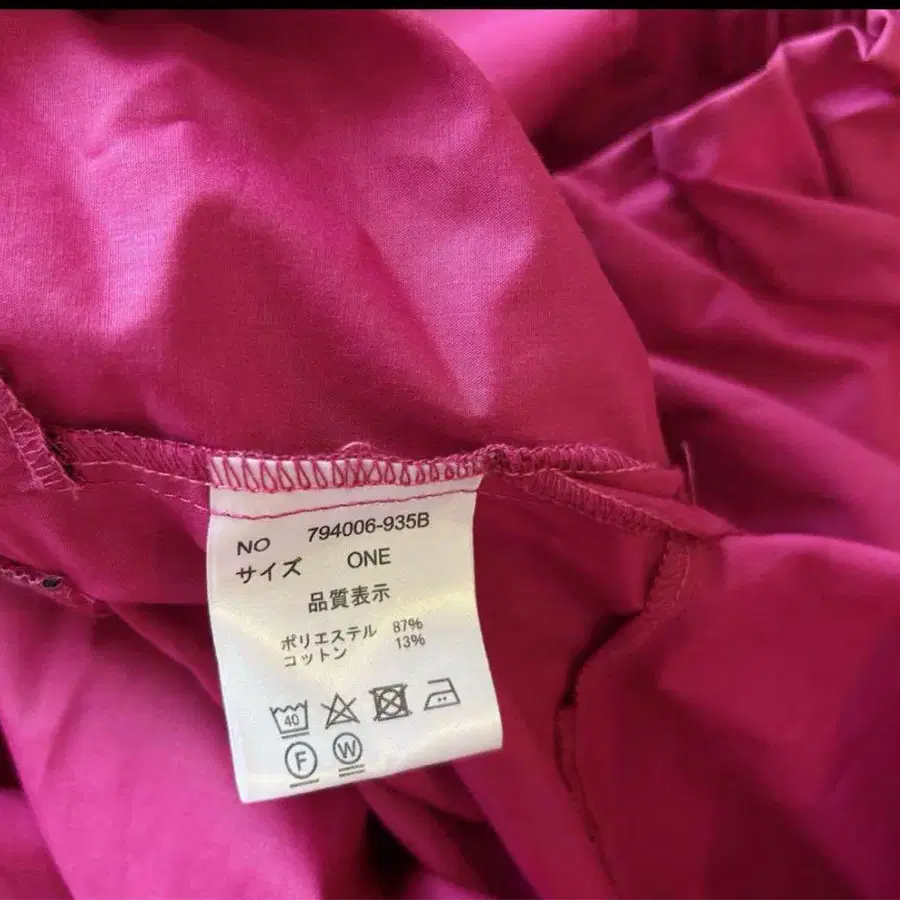 NO 794006-935B
サイズ ONE
品質表示
ポリエステル 87%
コットン 13%
40
F W